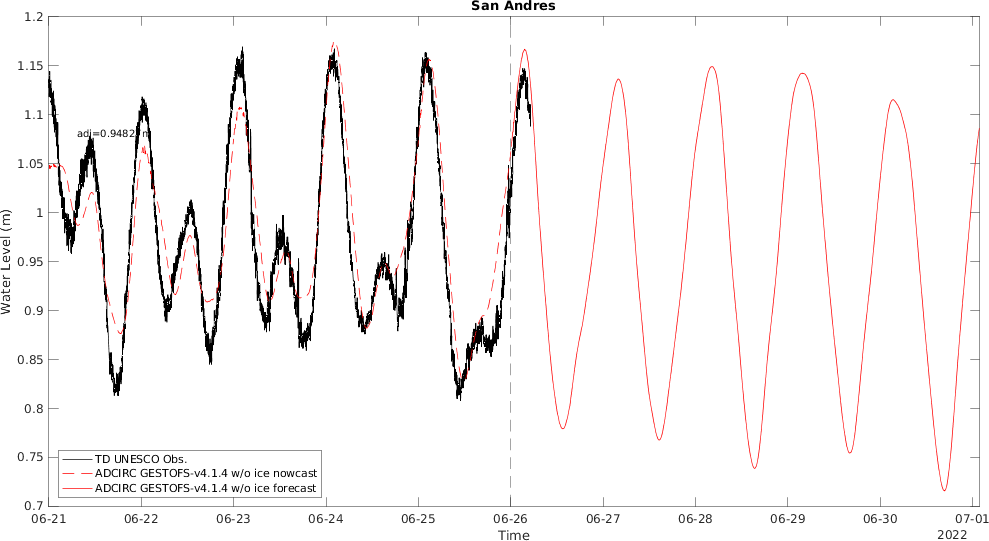 San Andres
1.2
1.15
1.1
1.05
1
0.95
0.9
0.85
0.8
0.75
0.7
Water Level (m)
adj=0.9482 m
TD UNESCO Obs.
ADCIRC GESTOFS-v4.1.4 w/o ice nowcast
ADCIRC GESTOFS-v4.1.4 w/o ice forecast
06-21 06-22 06-23 06-24 06-25 06-26 06-27 06-28 06-29 06-30 07-01
Time
2022